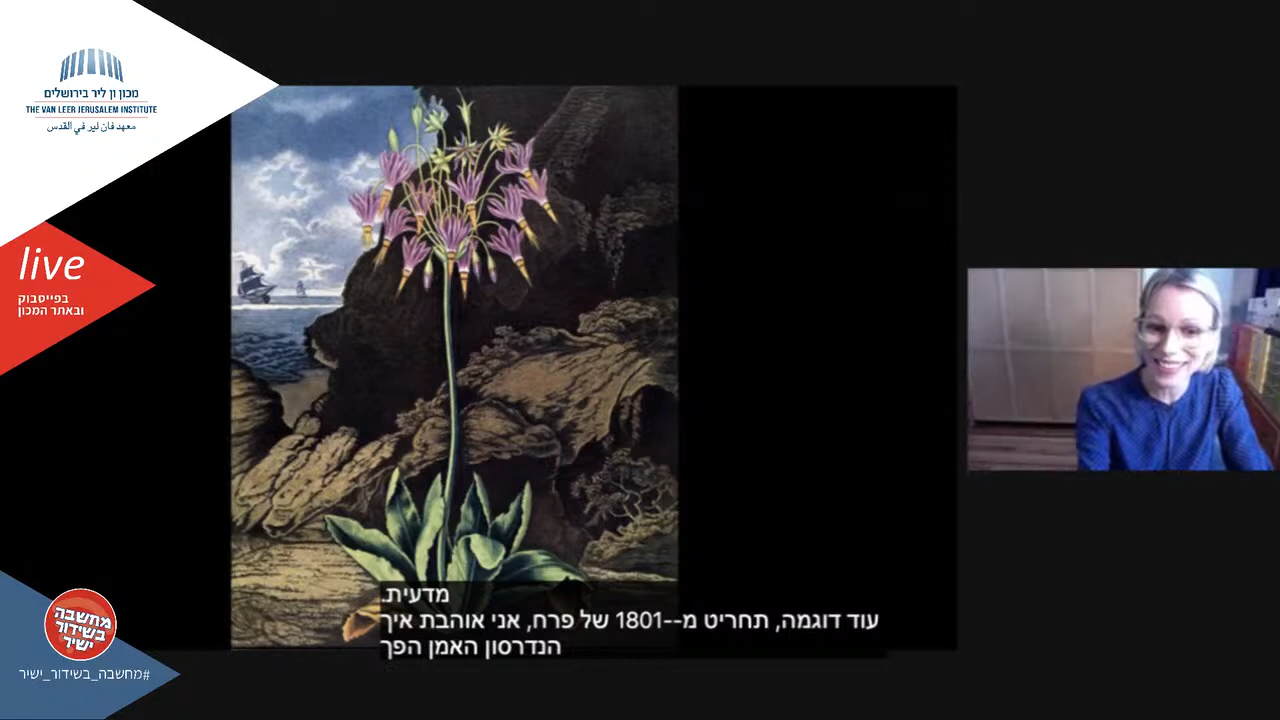 מכון ון ליר בירושלים
THE VAN LEER JERUSALEM INSTITUTE
معهد فان لير في القدس
live
בפייסבוק
ובאתר המכון
מחשבה
בשידור
ישיר
#מחשבה_בשידור_ישיר
מדעית.
עוד דוגמה, תחריט מ--1801 של פרח, אני אוהבת איך
הנדרסון האמן הפך